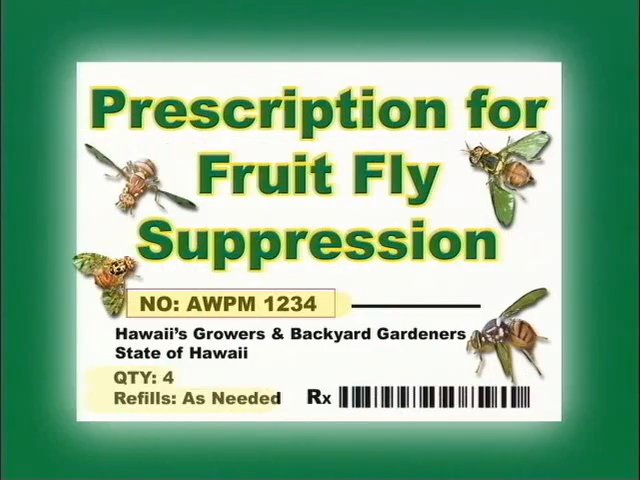 Prescription for
Fruit Fly
Suppression
NO: AWPM 1234
Hawaii's Growers & Backyard Gardeners
State of Hawaii
QTY: 4
Refills: As Needed
Rx